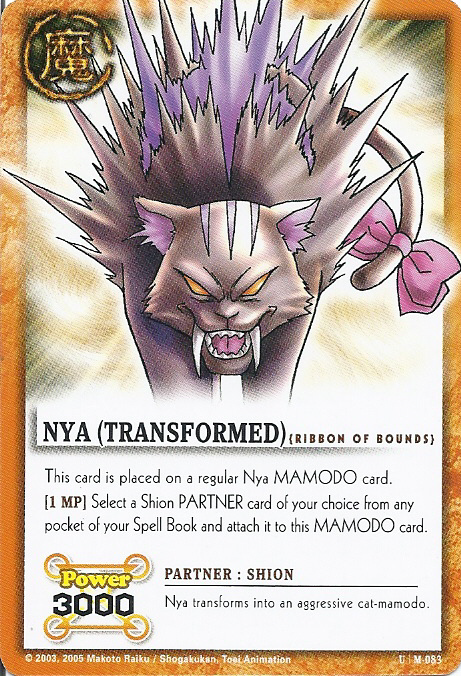 魔
NYA (TRANSFORMED) {RIBBON OF BOUNDS}
This card is placed on a regular Nya MAMODO card.
[1 MP] Select a Shion PARTNER card of your choice from any
pocket of your Spell Book and attach it to this MAMODO card.
Power
3000
PARTNER : SHION
Nya transforms into an aggressive cat-mamodo.
© 2003, 2005 Makoto Raiku / Shogakukan, Toei Animation
U M-083